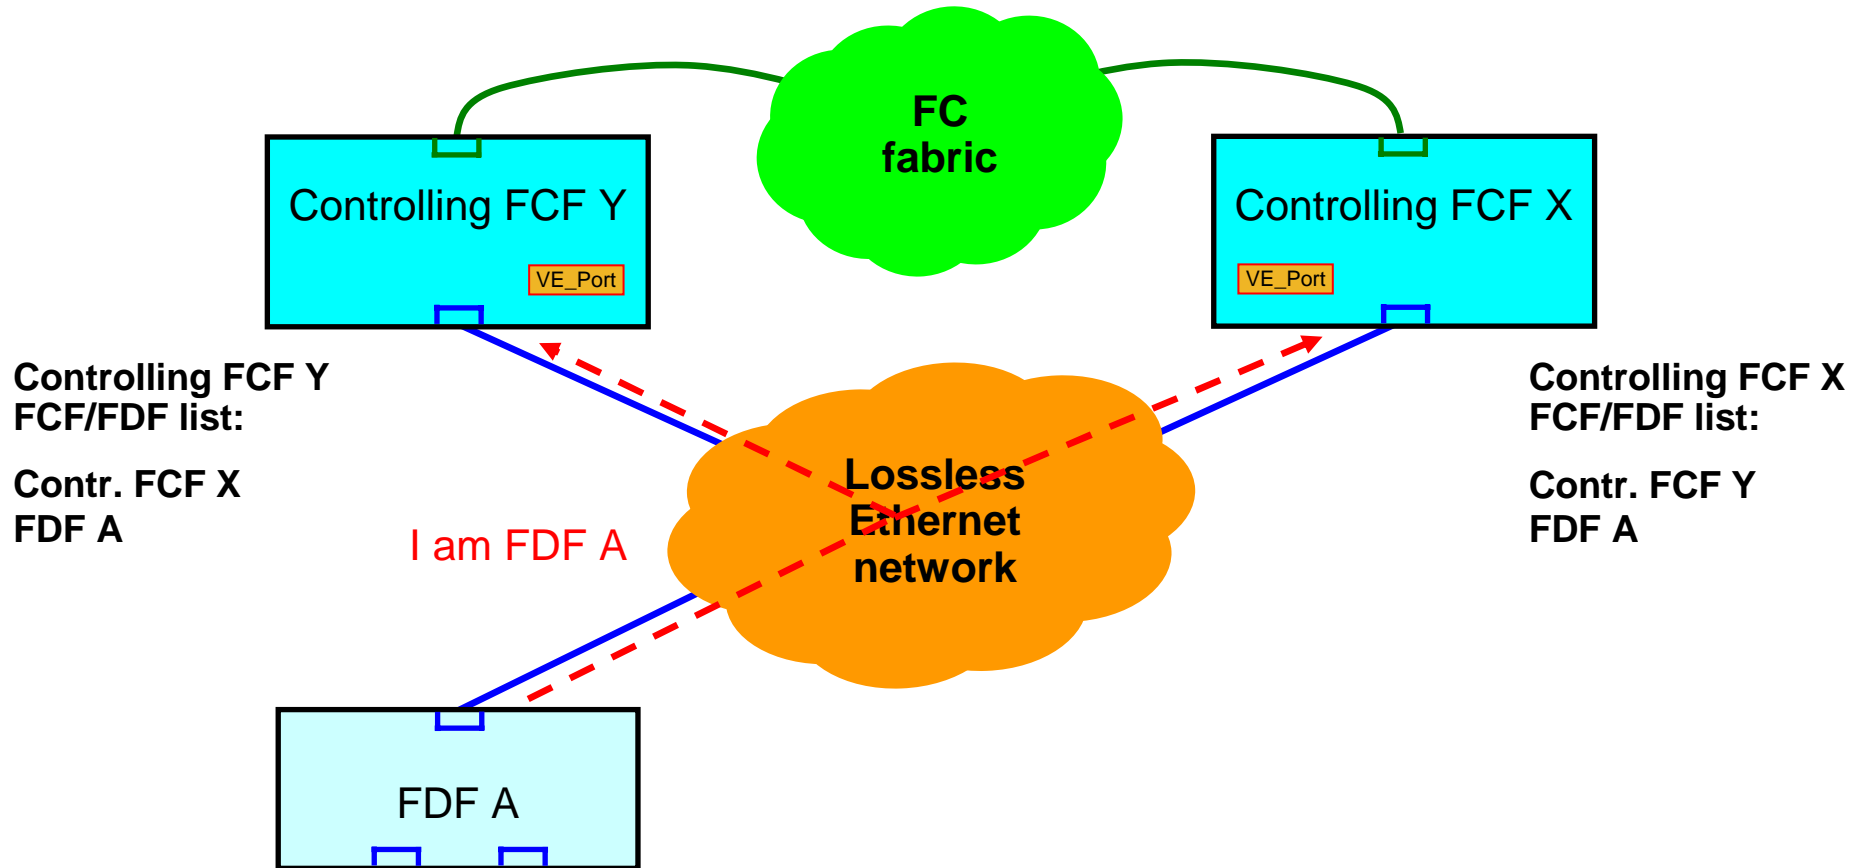 FC
fabric
Controlling FCF Y
Controlling FCF X
VE_Port
VE_Port
Controlling FCF Y
FCF/FDF list:
Contr. FCF X
FDF A
Controlling FCF X
FCF/FDF list:
Contr. FCF Y
FDF A
Lossless
Ethernet
network
I am FDF A
FDF A